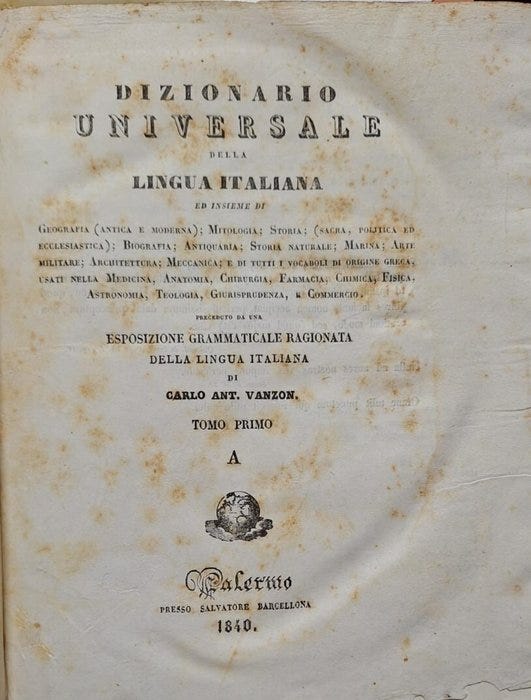 DIZIONARIO
UNIVERSALE
DELLA
LINGUA ITALIANA
ED INSIEME DI
GEOGRAFIA (ANTICA E MODERNA); MITOLOGIA; STORIA; (SACRA, POLITICA ED
ECCLESIASTICA); BIOGRAFIA; ANTIQUARIA; STORIA NATURALE; MARINA; ARTE
MILITARE; ARCHITETTURA; MECCANICA; E DI TUTTI I VOCABOLI DI ORIGINE GRECA,
USATI NELLA MEDICINA, ANATOMIA, CHIRURGIA, FARMACIA, CHIMICA, FISICA,
ASTRONOMIA, TEOLOGIA, GIURISPRUDENZA, E COMMERCIO,
PRECEDUTO DA UNA
ESPOSIZIONE GRAMMATICALE RAGIONATA
DELLA LINGUA ITALIANA
DI
CARLO ANT. VANZON.
TOMO PRIMO
A
Palermo
PRESSO SALVATORE BARCELLONA
1840.